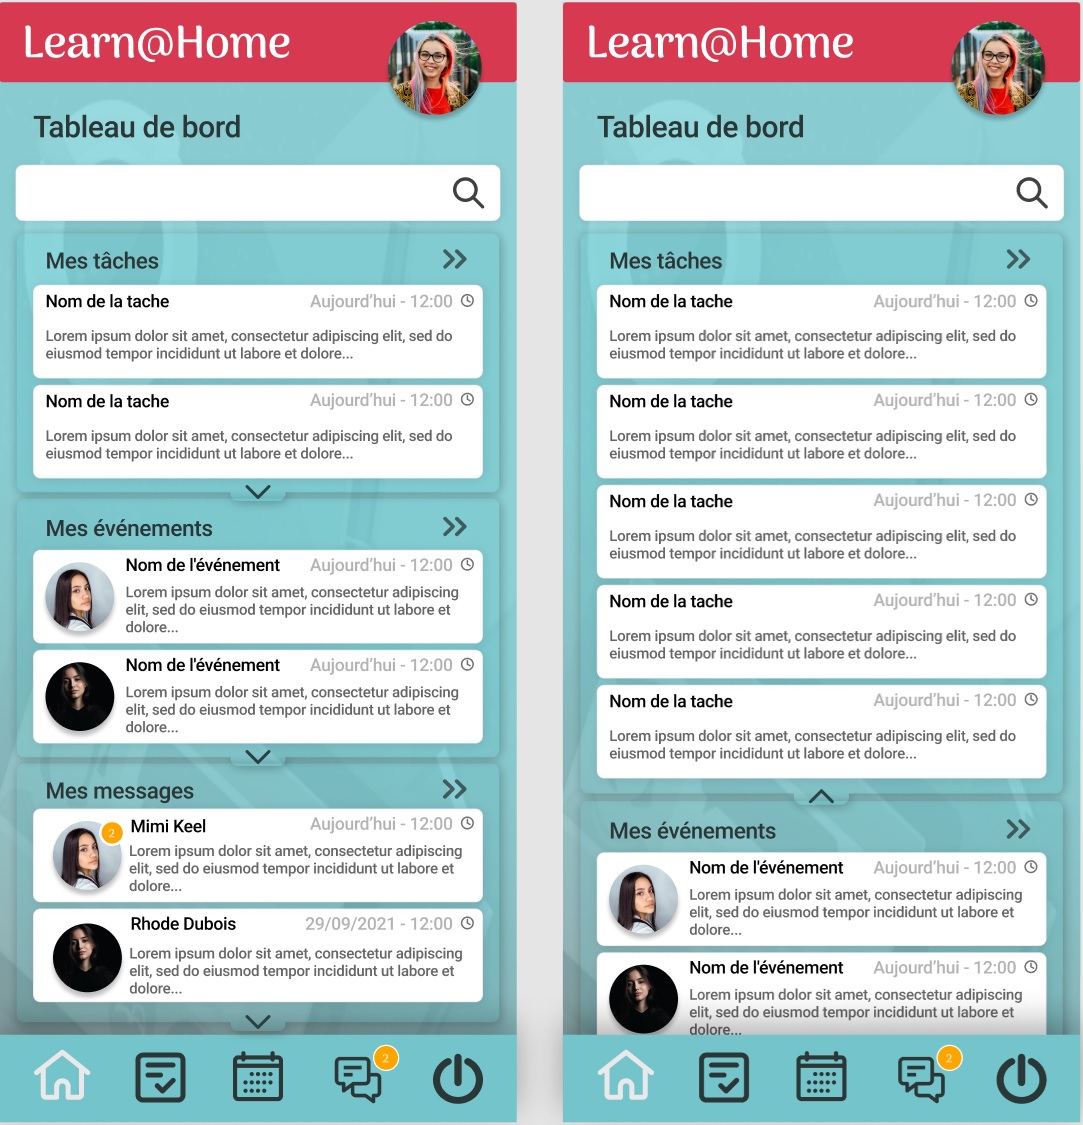 Learn@Home
Tableau de bord
Mes tâches
Nom de la tache Aujourd'hui - 12:00
Lorem ipsum dolor sit amet, consectetur adipiscing elit, sed do
eiusmod tempor incididunt ut labore et dolore...
Nom de la tache Aujourd'hui - 12:00
Lorem ipsum dolor sit amet, consectetur adipiscing elit, sed do
eiusmod tempor incididunt ut labore et dolore...
Mes événements
Nom de l'événement Aujourd'hui - 12:00
Lorem ipsum dolor sit amet, consectetur adipiscing
elit, sed do eiusmod tempor incididunt ut labore et
dolore...
Nom de l'événement Aujourd'hui - 12:00
Lorem ipsum dolor sit amet, consectetur adipiscing
elit, sed do eiusmod tempor incididunt ut labore et
dolore...
Mes messages
2 Mimi Keel Aujourd'hui - 12:00
Lorem ipsum dolor sit amet, consectetur adipiscing
elit, sed do eiusmod tempor incididunt ut labore et
dolore...
Rhode Dubois 29/09/2021 - 12:00
Lorem ipsum dolor sit amet, consectetur adipiscing
elit, sed do eiusmod tempor incididunt ut labore et
dolore...
2
Learn@Home
Tableau de bord
Mes tâches
Nom de la tache Aujourd'hui - 12:00
Lorem ipsum dolor sit amet, consectetur adipiscing elit, sed do
eiusmod tempor incididunt ut labore et dolore...
Nom de la tache Aujourd'hui - 12:00
Lorem ipsum dolor sit amet, consectetur adipiscing elit, sed do
eiusmod tempor incididunt ut labore et dolore...
Nom de la tache Aujourd'hui - 12:00
Lorem ipsum dolor sit amet, consectetur adipiscing elit, sed do
eiusmod tempor incididunt ut labore et dolore...
Nom de la tache Aujourd'hui - 12:00
Lorem ipsum dolor sit amet, consectetur adipiscing elit, sed do
eiusmod tempor incididunt ut labore et dolore...
Nom de la tache Aujourd'hui - 12:00
Lorem ipsum dolor sit amet, consectetur adipiscing elit, sed do
eiusmod tempor incididunt ut labore et dolore...
Mes événements
Nom de l'événement Aujourd'hui - 12:00
Lorem ipsum dolor sit amet, consectetur adipiscing
elit, sed do eiusmod tempor incididunt ut labore et
dolore...
Nom de l'événement Aujourd'hui - 12:00
Lorem ipsum dolor sit amet, consectetur adipiscing
elit, sed do eiusmod tempor incididunt ut labore et
dolore...
2